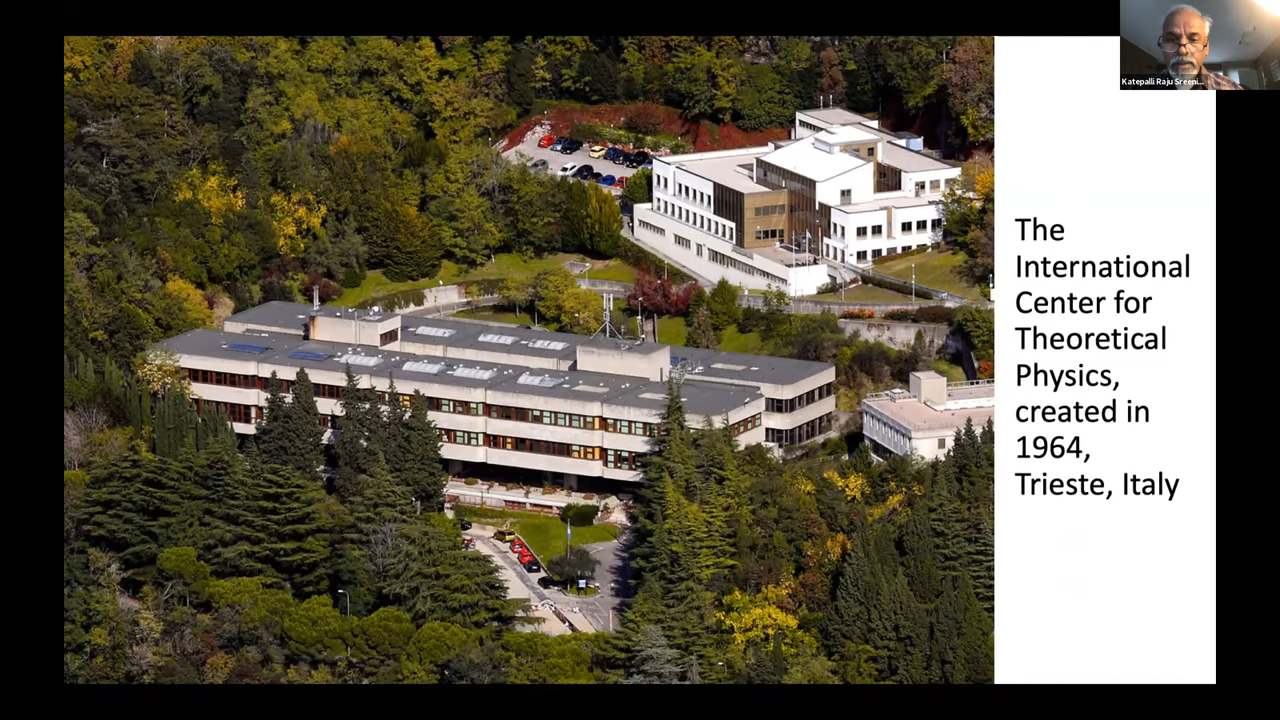 Katepalli Raju Sreeni...
The
International
Center for
Theoretical
Physics,
created in
1964,
Trieste, Italy